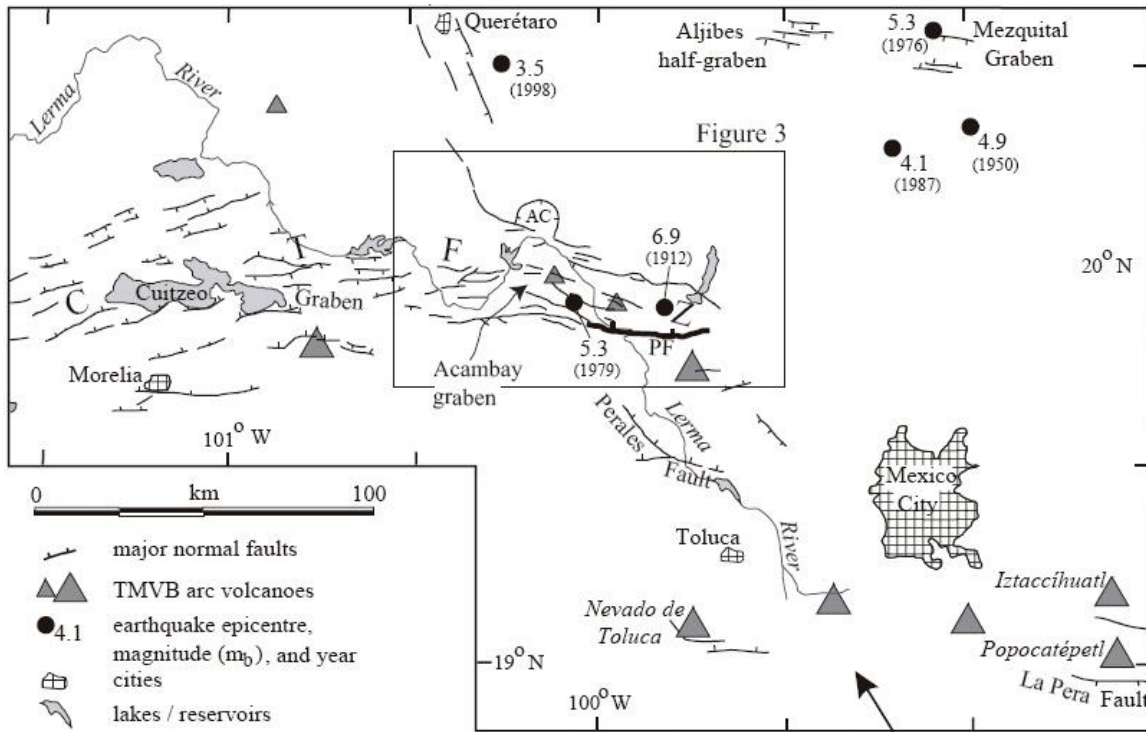 Querétaro
3.5
(1998)
Aljibes
half-graben
5.3
(1976)
Mezquital
Graben
Lerma
River
Figure 3
4.9
(1950)
4.1
(1987)
AC
6.9
(1912)
20° N
C
T
F
Cuitzeo
Graben
5.3
(1979)
PF
Acambay
graben
Morelia
101° W
Lerma
Perales
Fault
River
Mexico
City
Toluca
0 km 100
major normal faults
TMVB arc volcanoes
4.1
earthquake epicentre,
magnitude (mb), and year
cities
lakes / reservoirs
Nevado de
Toluca
19° N
100° W
Iztaccíhuatl
Popocatépetl
La Pera Fault